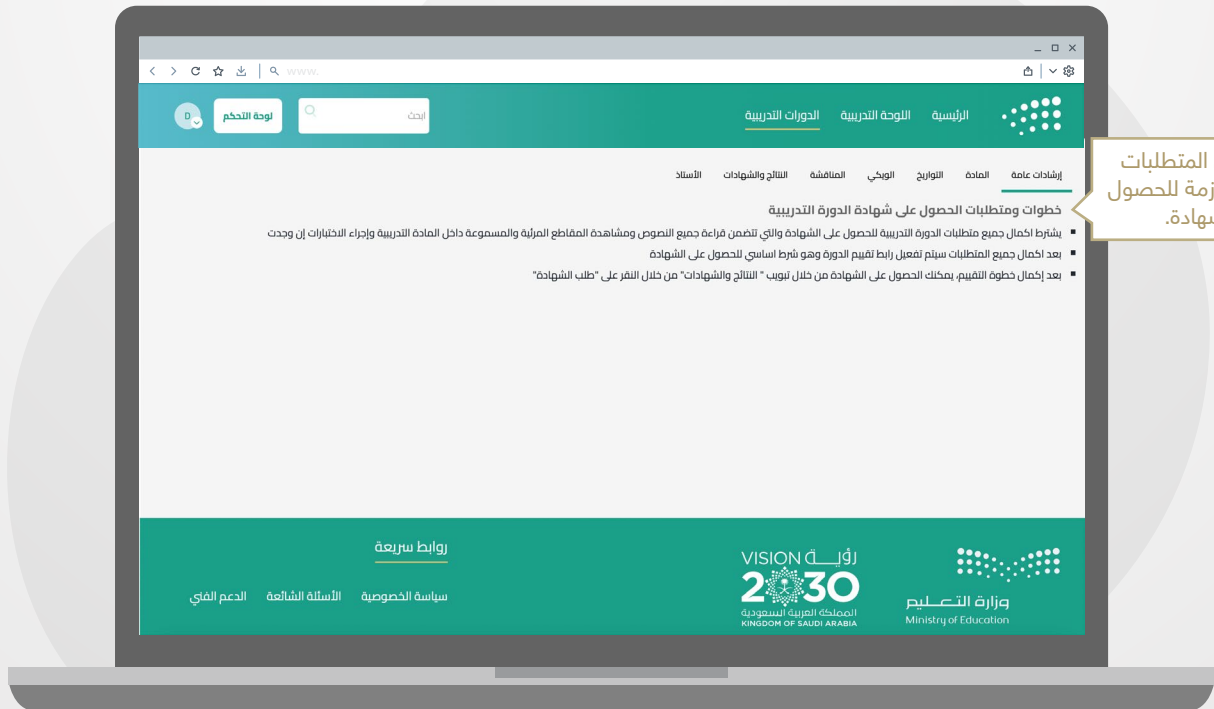 www.
الرئيسية اللوحة التدريبية الدورات التدريبية ابحث لوحة التحكم D
إرشادات عامة المادة التواريخ الويكي المناقشة النتائج والشهادات الأستاذ
المتطلبات
للحصول
خطوات ومتطلبات الحصول على شهادة الدورة التدريبية
يشترط اكمال جميع متطلبات الدورة التدريبية للحصول على الشهادة والتي تتضمن قراءة جميع النصوص ومشاهدة المقاطع المرئية والمسموعة داخل المادة التدريبية وإجراء الاختبارات إن وجدت
بعد اكمال جميع المتطلبات سيتم تفعيل رابط تقييم الدورة وهو شرط اساسي للحصول على الشهادة
بعد إكمال خطوة التقييم، يمكنك الحصول على الشهادة من خلال تبويب " النتائج والشهادات" من خلال النقر على "طلب الشهادة"
وزارة التعليم
Ministry of Education
VISION رؤية
2030
المملكة العربية السعودية
KINGDOM OF SAUDI ARABIA
روابط سريعة
سياسة الخصوصية الأسئلة الشائعة الدعم الفني